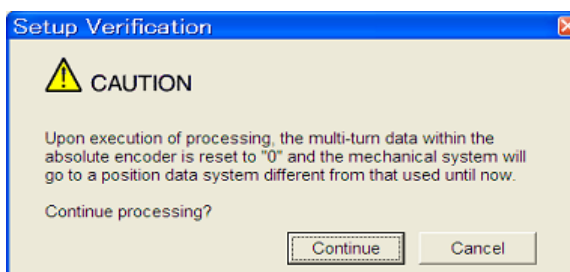 Setup Verification
CAUTION
Upon execution of processing, the multi-turn data within the
absolute encoder is reset to "0" and the mechanical system will
go to a position data system different from that used until now.
Continue processing?
Continue
Cancel